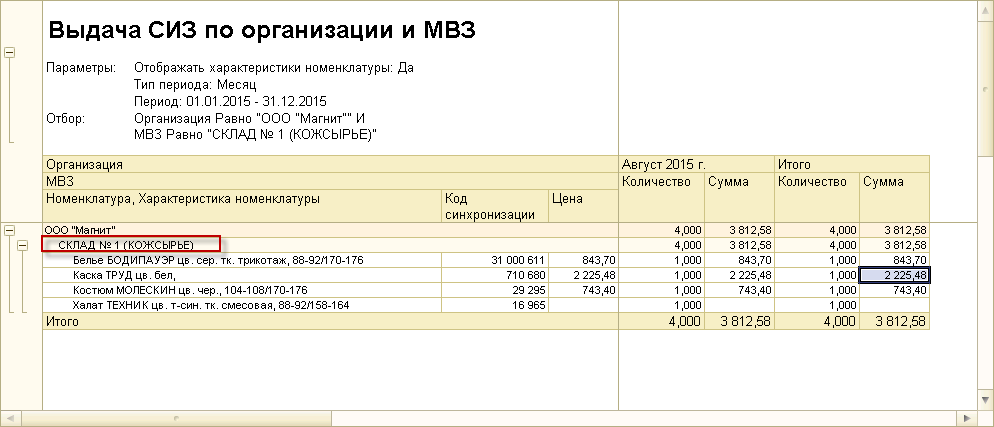 Выдача СИЗ по организации и МВЗ
Параметры: Отображать характеристики номенклатуры: Да
Тип периода: Месяц
Период: 01.01.2015 - 31.12.2015
Отбор: Организация Равно "ООО "Магнит"" И
МВЗ Равно "СКЛАД № 1 (КОЖСЫРЬЕ)"
Организация Август 2015 г. Итого
МВЗ Количество Сумма Количество Сумма
Номенклатура, Характеристика номенклатуры Код синхронизации Цена
ООО "Магнит" 4,000 3 812,58 4,000 3 812,58
СКЛАД № 1 (КОЖСЫРЬЕ) 4,000 3 812,58 4,000 3 812,58
Белье БОДИПАУЭР цв. сер. тк. трикотаж, 88-92/170-176 31 000 611 843,70 1,000 843,70 1,000 843,70
Каска ТРУД цв. бел, 710 680 2 225,48 1,000 2 225,48 1,000 2 225,48
Костюм МОЛЕСКИН цв. чер., 104-108/170-176 29 295 743,40 1,000 743,40 1,000 743,40
Халат ТЕХНИК цв. т-син. тк. смесовая, 88-92/158-164 16 965 1,000 1,000
Итого 4,000 3 812,58 4,000 3 812,58